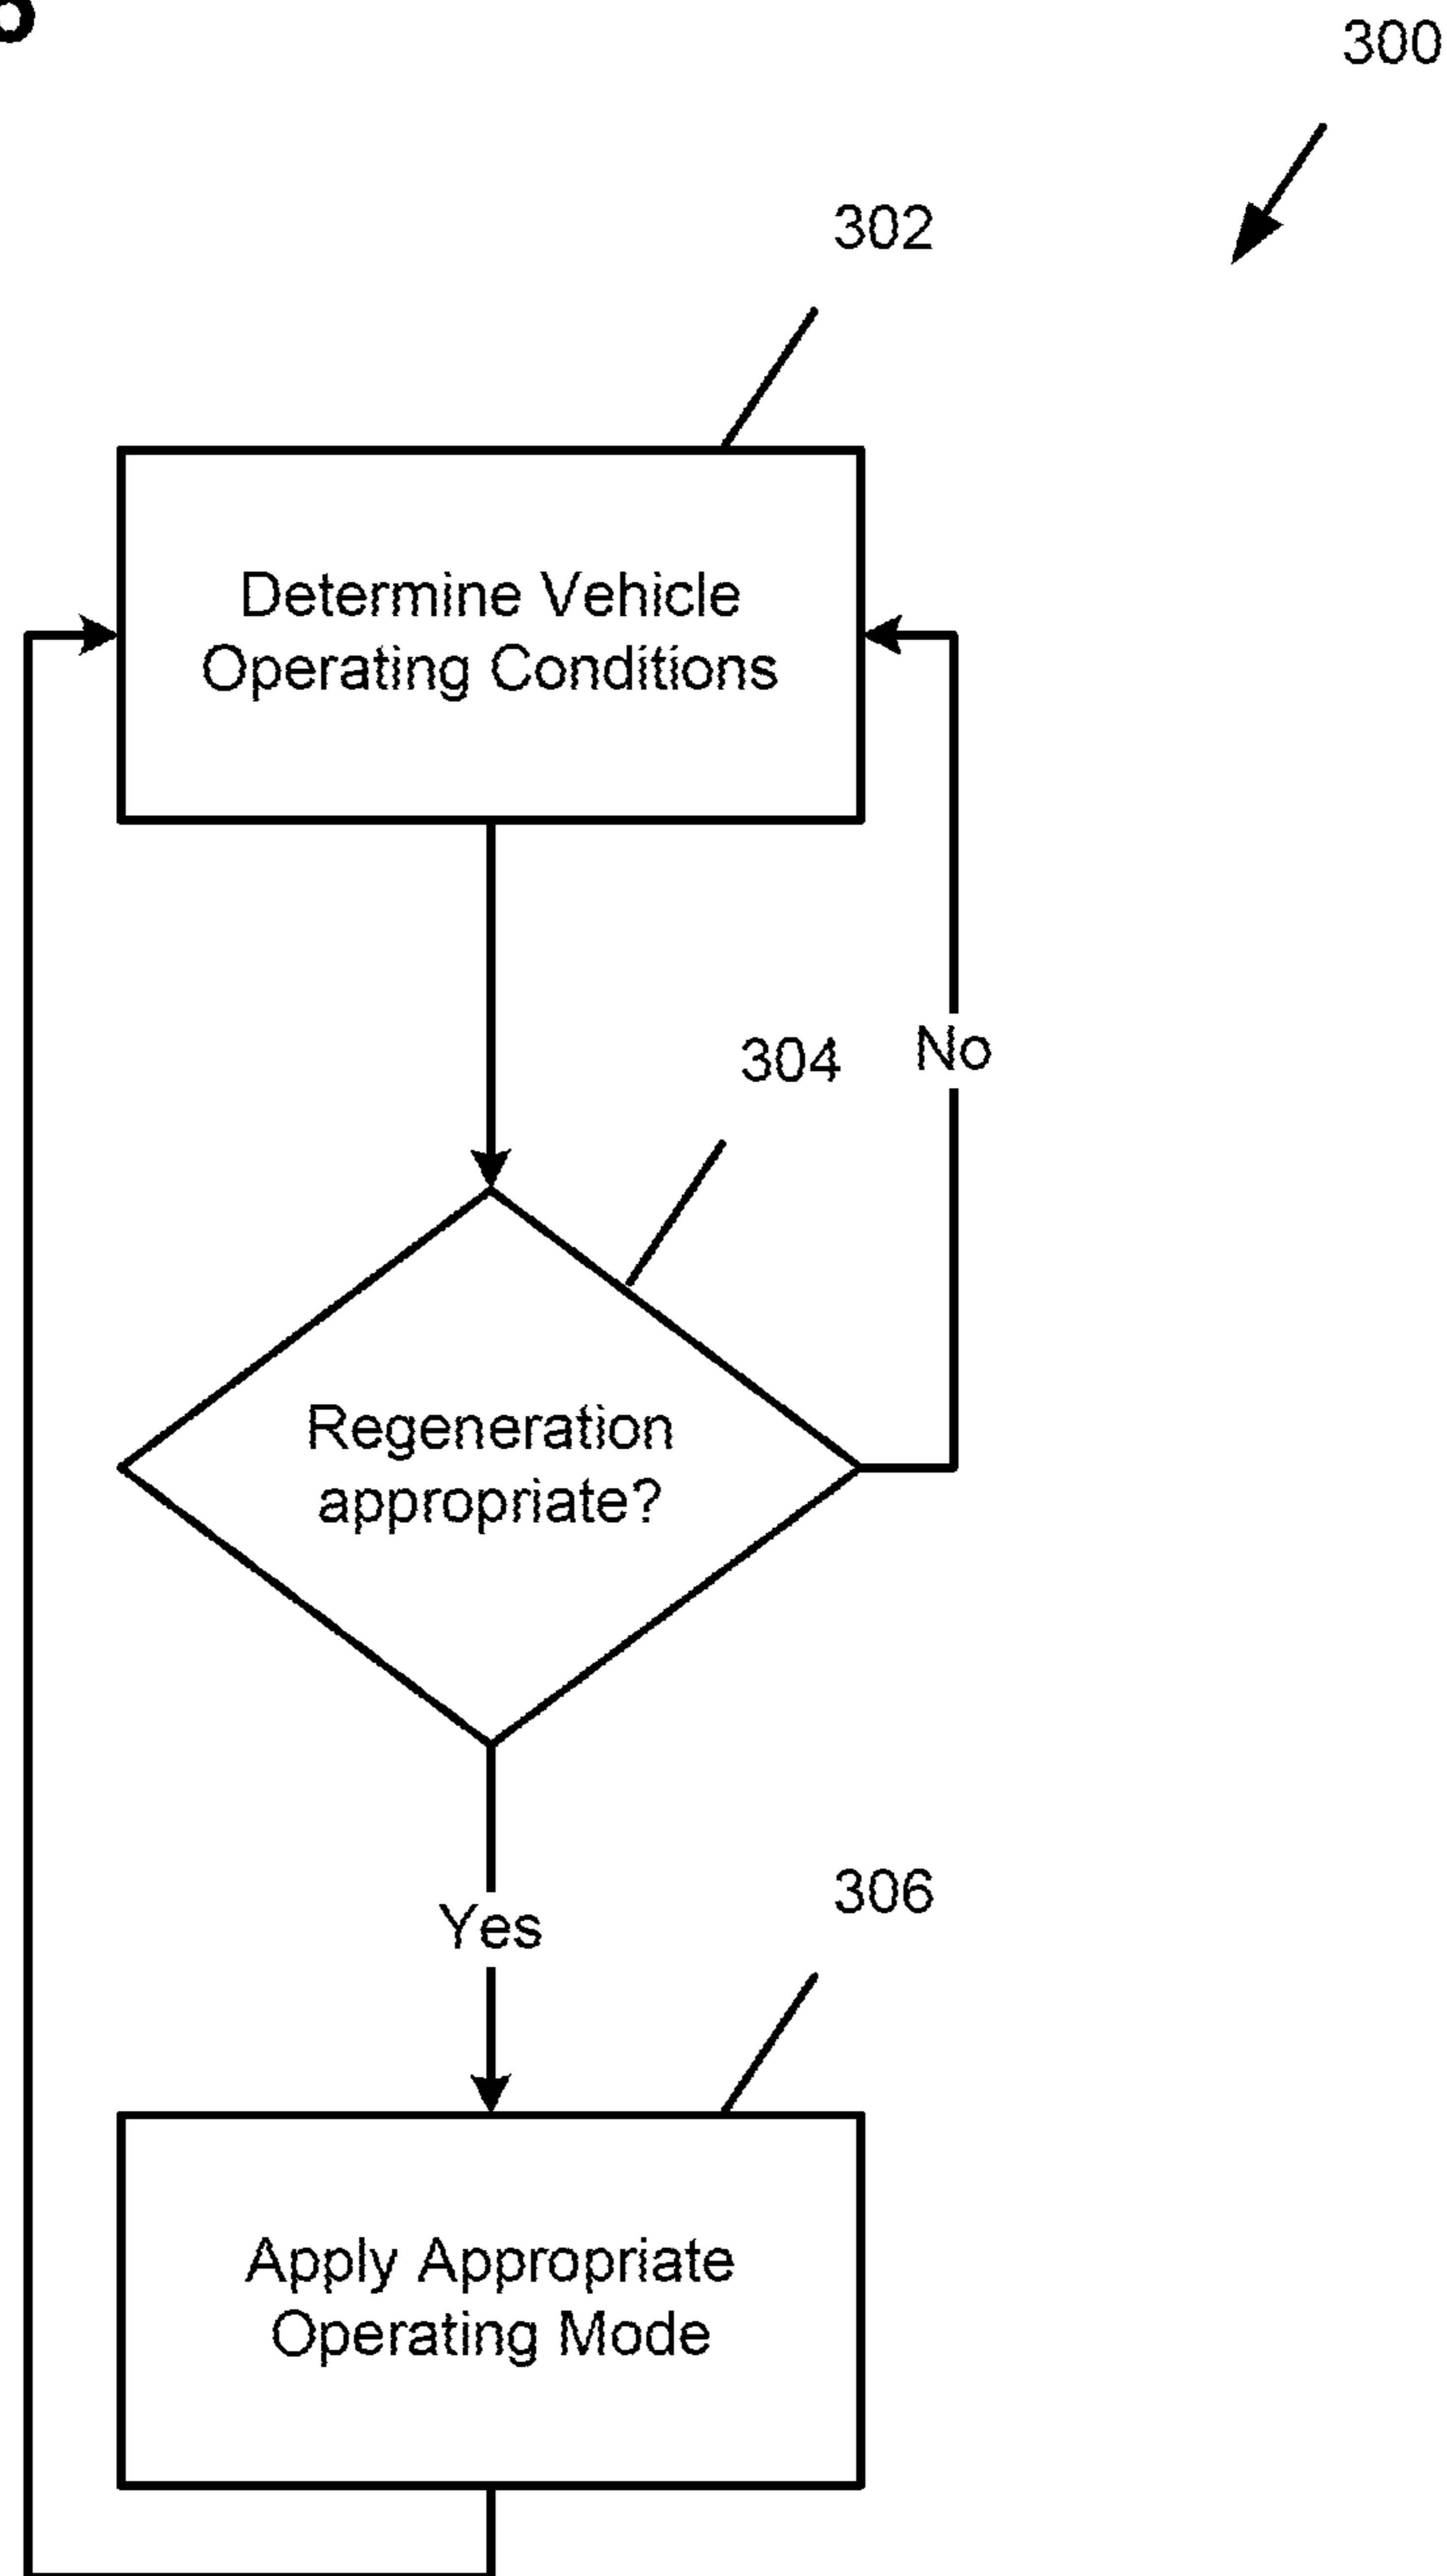 300
302
Determine Vehicle
Operating Conditions
304
No
Regeneration
appropriate?
Yes
306
Apply Appropriate
Operating Mode